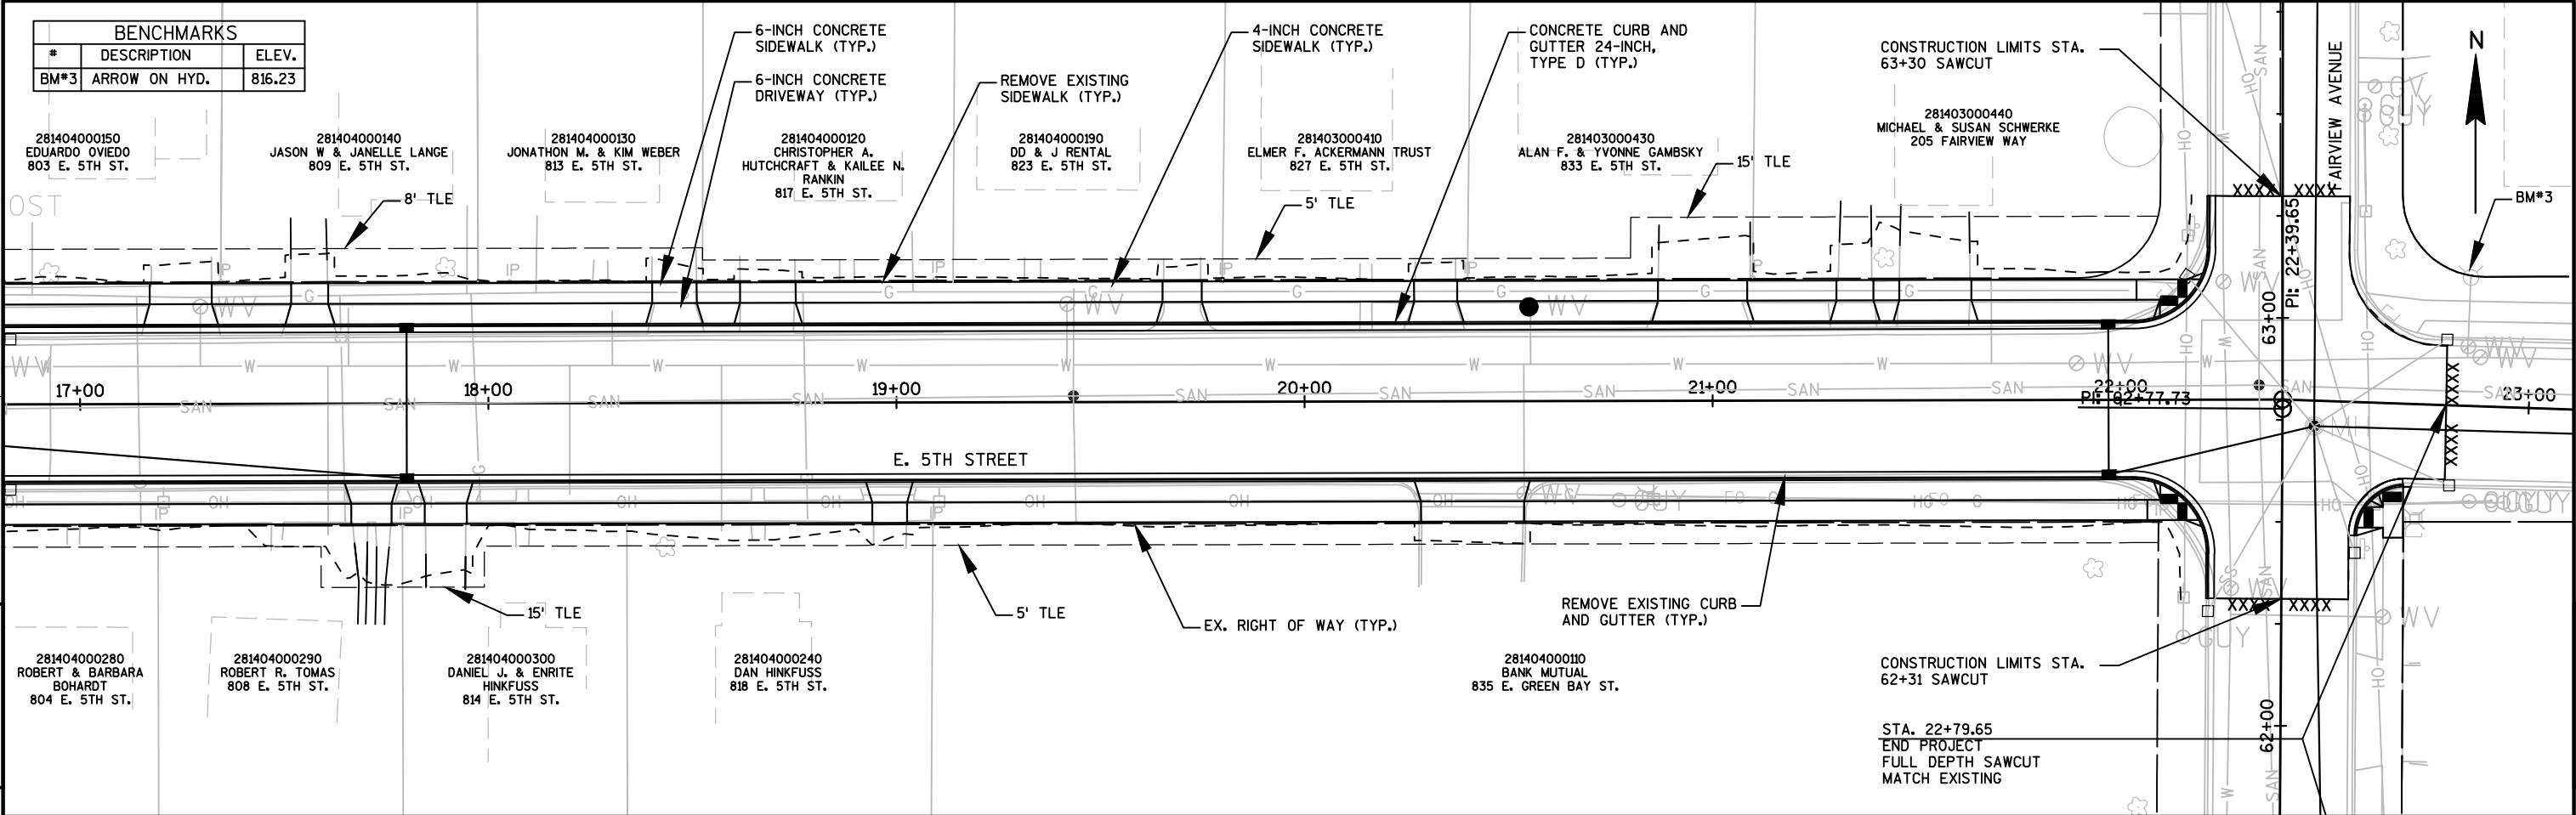 BENCHMARKS
# DESCRIPTION ELEV.
BM#3 ARROW ON HYD. 816.23
6-INCH CONCRETE
SIDEWALK (TYP.)
6-INCH CONCRETE
DRIVEWAY (TYP.)
REMOVE EXISTING
SIDEWALK (TYP.)
4-INCH CONCRETE
SIDEWALK (TYP.)
CONCRETE CURB AND
GUTTER 24-INCH,
TYPE D (TYP.)
CONSTRUCTION LIMITS STA.
63+30 SAWCUT
FAIRVIEW AVENUE
N
281404000150
EDUARDO OVIEDO
803 E. 5TH ST.
281404000140
JASON W & JANELLE LANGE
809 E. 5TH ST.
281404000130
JONATHON M. & KIM WEBER
813 E. 5TH ST.
281404000120
CHRISTOPHER A.
HUTCHCRAFT & KAILEE N.
RANKIN
817 E. 5TH ST.
281404000190
DD & J RENTAL
823 E. 5TH ST.
281403000410
ELMER F. ACKERMANN TRUST
827 E. 5TH ST.
281403000430
ALAN F. & YVONNE GAMBSKY
833 E. 5TH ST.
281403000440
MICHAEL & SUSAN SCHWERKE
205 FAIRVIEW WAY
OST
8' TLE
5' TLE
15' TLE
BM#3
XXXX XXXX
PI: 22+39.65
63+00
17+00
18+00
19+00
20+00
21+00
22+00
23+00
PI: 62+77.73
E. 5TH STREET
15' TLE
5' TLE
EX. RIGHT OF WAY (TYP.)
REMOVE EXISTING CURB
AND GUTTER (TYP.)
XXXX XXXX
281404000280
ROBERT & BARBARA
BOHARDT
804 E. 5TH ST.
281404000290
ROBERT R. TOMAS
808 E. 5TH ST.
281404000300
DANIEL J. & ENRITE
HINKFUSS
814 E. 5TH ST.
281404000240
DAN HINKFUSS
818 E. 5TH ST.
281404000110
BANK MUTUAL
835 E. GREEN BAY ST.
CONSTRUCTION LIMITS STA.
62+31 SAWCUT
62+00
STA. 22+79.65
END PROJECT
FULL DEPTH SAWCUT
MATCH EXISTING